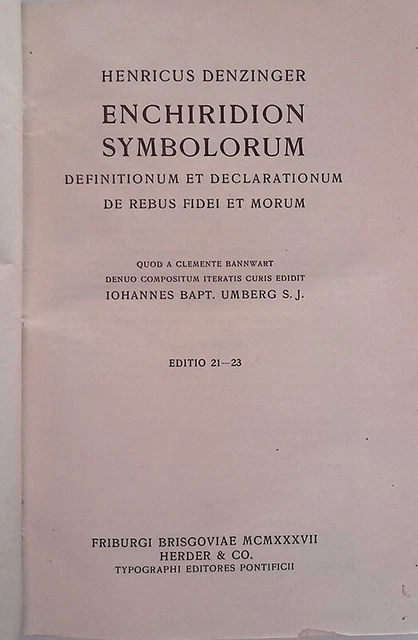 HENRICUS DENZINGER
ENCHIRIDION
SYMBOLORUM
DEFINITIONUM ET DECLARATIONUM
DE REBUS FIDEI ET MORUM
QUOD A CLEMENTE BANNWART
DENUO COMPOSITUM ITERATIS CURIS EDIDIT
IOHANNES BAPT. UMBERG S. J.
EDITIO 21—23
FRIBURGI BRISGOVIAE MCMXXXVII
HERDER & CO.
TYPOGRAPHI EDITORES PONTIFICII